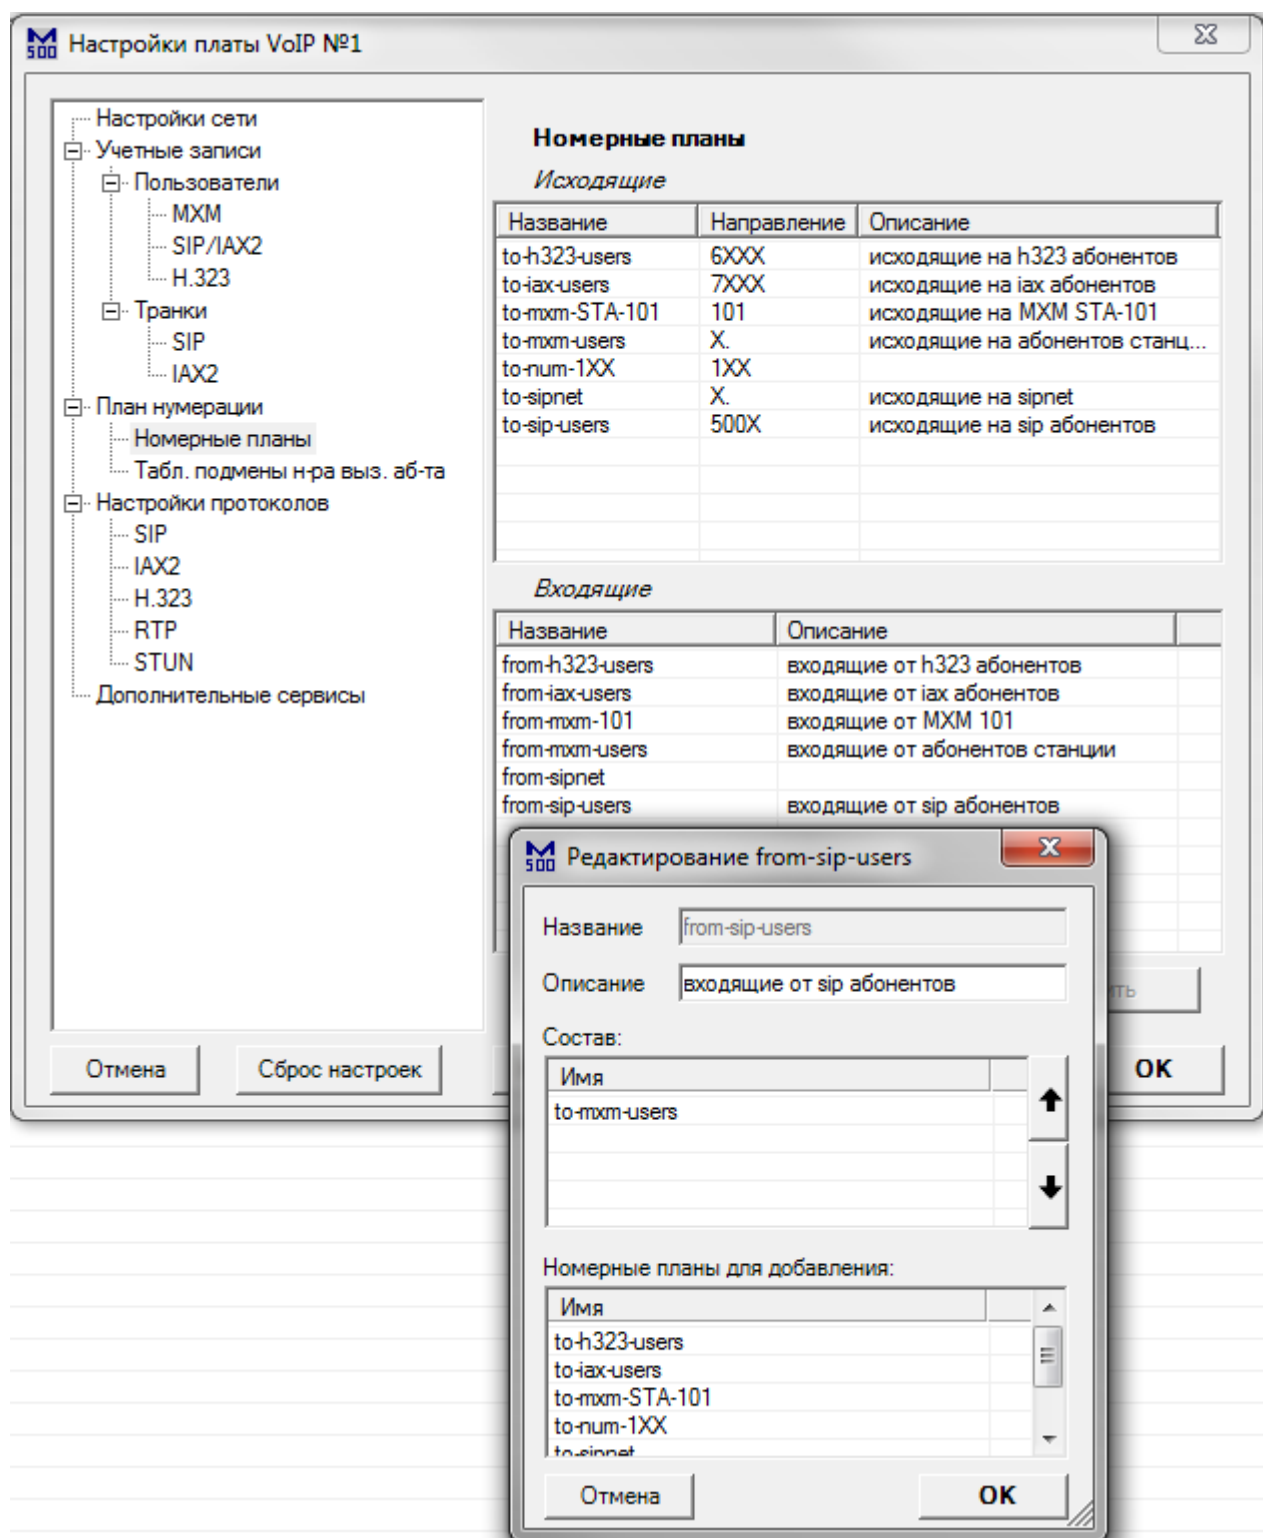 M500 Настройки платы VoIP №1
Настройки сети
Учетные записи
Пользователи
MXM
SIP/IAX2
H.323
Транки
SIP
IAX2
План нумерации
Номерные планы
Табл. подмены н-ра выз. аб-та
Настройки протоколов
SIP
IAX2
H.323
RTP
STUN
Дополнительные сервисы
Номерные планы
Исходящие
Название Направление Описание
to-h323-users 6XXX исходящие на h323 абонентов
to-iax-users 7XXX исходящие на iax абонентов
to-mxm-STA-101 101 исходящие на MXM STA-101
to-mxm-users X. исходящие на абонентов станц...
to-num-1XX 1XX
to-sipnet X. исходящие на sipnet
to-sip-users 500X исходящие на sip абонентов
Входящие
Название Описание
from-h323-users входящие от h323 абонентов
from-iax-users входящие от iax абонентов
from-mxm-101 входящие от MXM 101
from-mxm-users входящие от абонентов станции
from-sipnet
from-sip-users входящие от sip абонентов
Отмена Сброс настроек OK
M500 Редактирование from-sip-users
Название from-sip-users
Описание входящие от sip абонентов
Состав:
Имя
to-mxm-users
Номерные планы для добавления:
Имя
to-h323-users
to-iax-users
to-mxm-STA-101
to-num-1XX
to-sipnet
Отмена OK